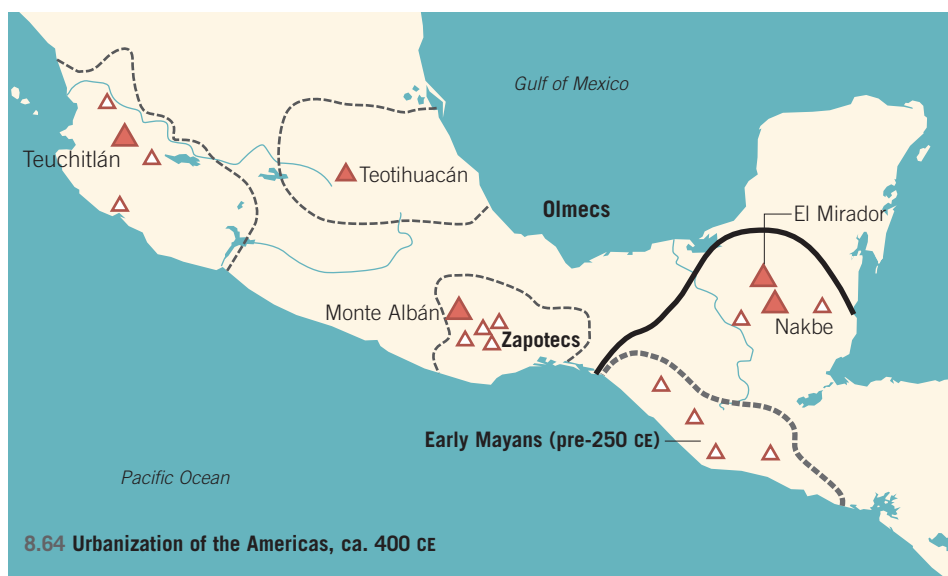 Gulf of Mexico
Teuchitlán
Teotihuacán
Olmecs
El Mirador
Monte Albán
Nakbe
Zapotecs
Early Mayans (pre-250 CE)
Pacific Ocean
8.64 Urbanization of the Americas, ca. 400 CE